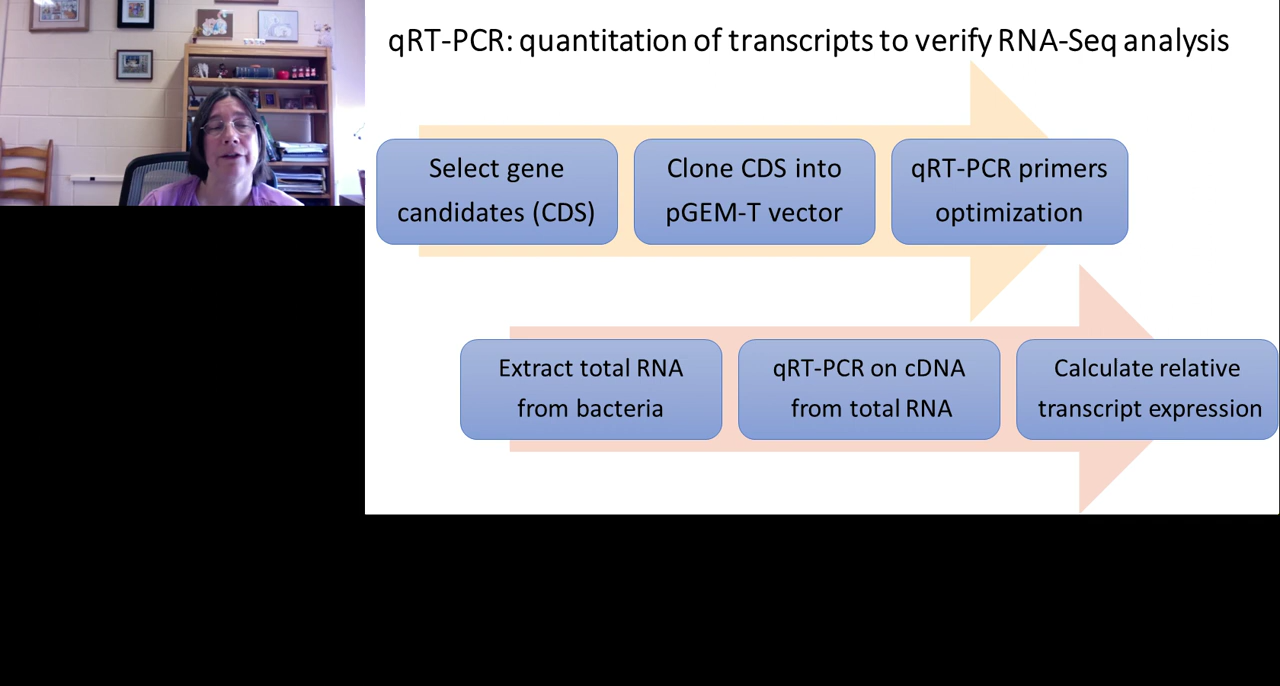 qRT-PCR: quantitation of transcripts to verify RNA-Seq analysis
Select gene
candidates (CDS)
Clone CDS into
pGEM-T vector
qRT-PCR primers
optimization
Extract total RNA
from bacteria
qRT-PCR on cDNA
from total RNA
Calculate relative
transcript expression